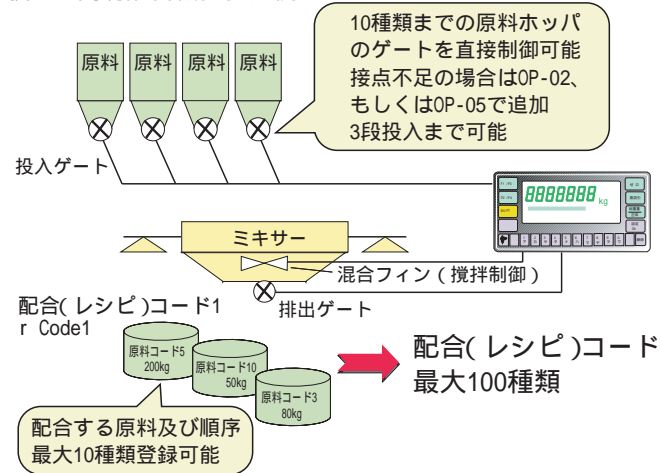 10種類までの原料ホッパ
のゲートを直接制御可能
接点不足の場合はOP-02、
もしくはOP-05で追加
3段投入まで可能
原料 原料 原料 原料
投入ゲート
8888888 kg
ミキサー
混合フィン(攪拌制御)
排出ゲート
配合(レシピ)コード1
r Code1
原料コード5
200kg
原料コード10
50kg
原料コード3
80kg
配合(レシピ)コード
最大100種類
配合する原料及び順序
最大10種類登録可能